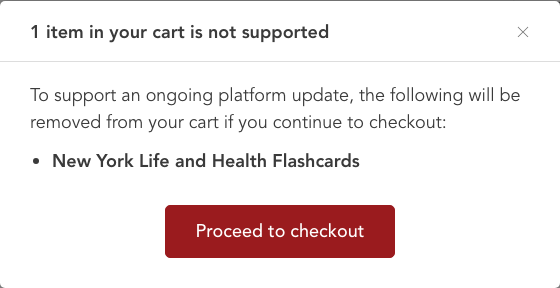 1 item in your cart is not supported
To support an ongoing platform update, the following will be
removed from your cart if you continue to checkout:
• New York Life and Health Flashcards
Proceed to checkout